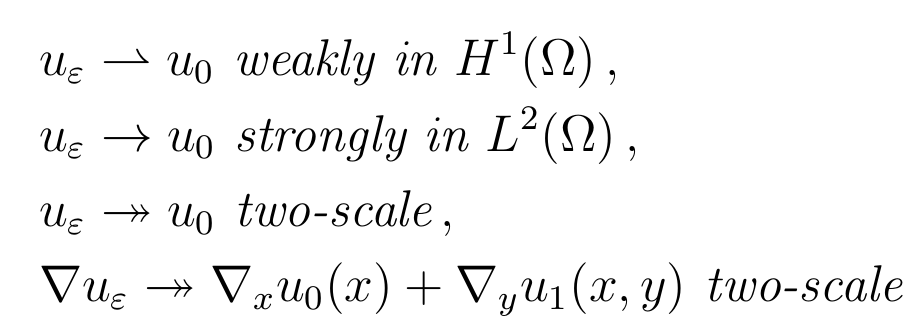 u_ε ⇀ u_0 weakly in H^1(Ω),
u_ε → u_0 strongly in L^2(Ω),
u_ε ↠ u_0 two-scale,
∇u_ε ↠ ∇_x u_0(x) + ∇_y u_1(x, y) two-scale